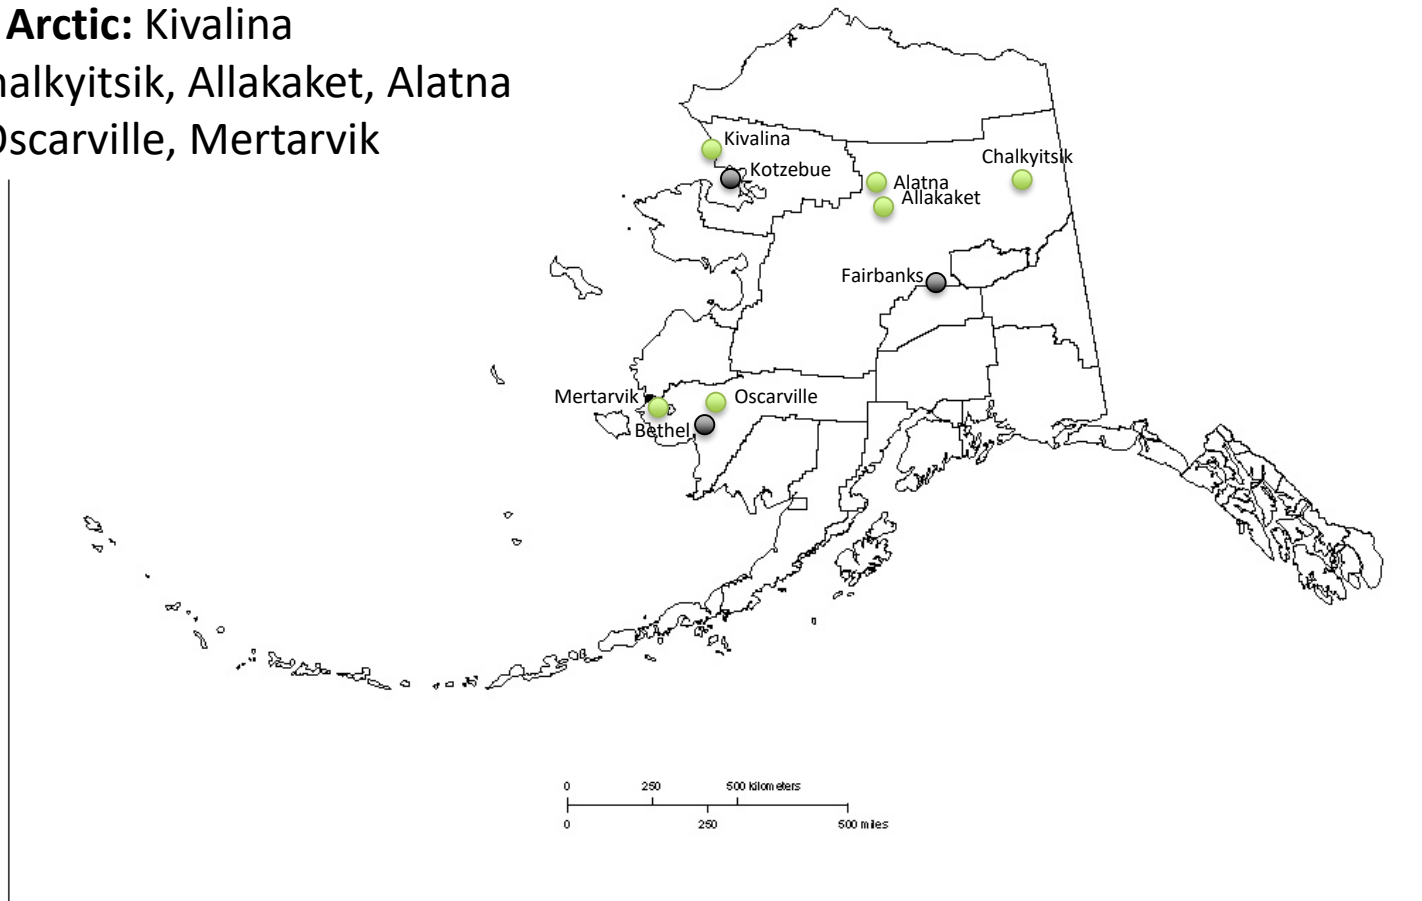 Arctic: Kivalina
halkyitsik, Allakaket, Alatna
Oscarville, Mertarvik
Kivalina
Kotzebue
Chalkyitsik
Alatna
Allakaket
Fairbanks
Mertarvik
Oscarville
Bethel
0 250 500 kilometers
0 250 500 miles